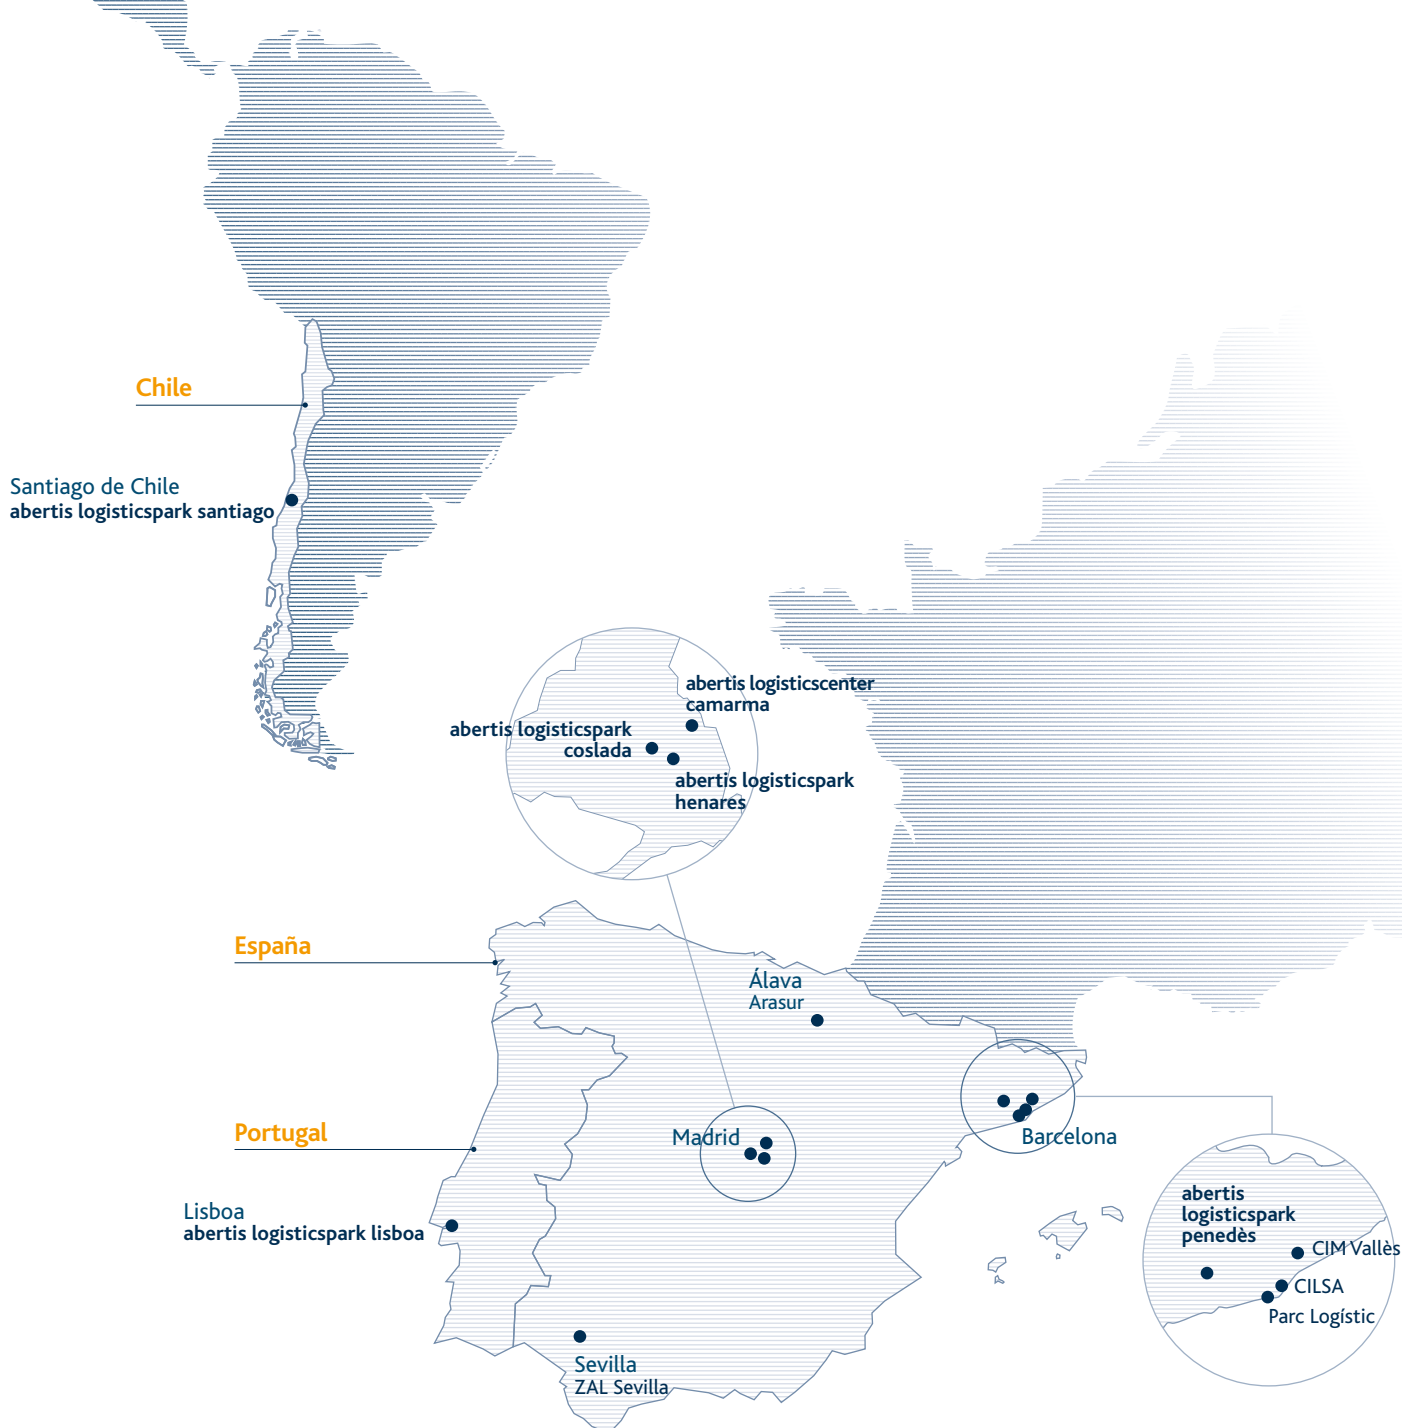 Chile
Santiago de Chile
abertis logisticspark santiago
abertis logisticscenter
camarma
abertis logisticspark
coslada
abertis logisticspark
henares
España
Álava
Arasur
Madrid
Barcelona
Portugal
Lisboa
abertis logisticspark lisboa
abertis
logisticspark
penedès
CIM Vallès
CILSA
Parc Logístic
Sevilla
ZAL Sevilla